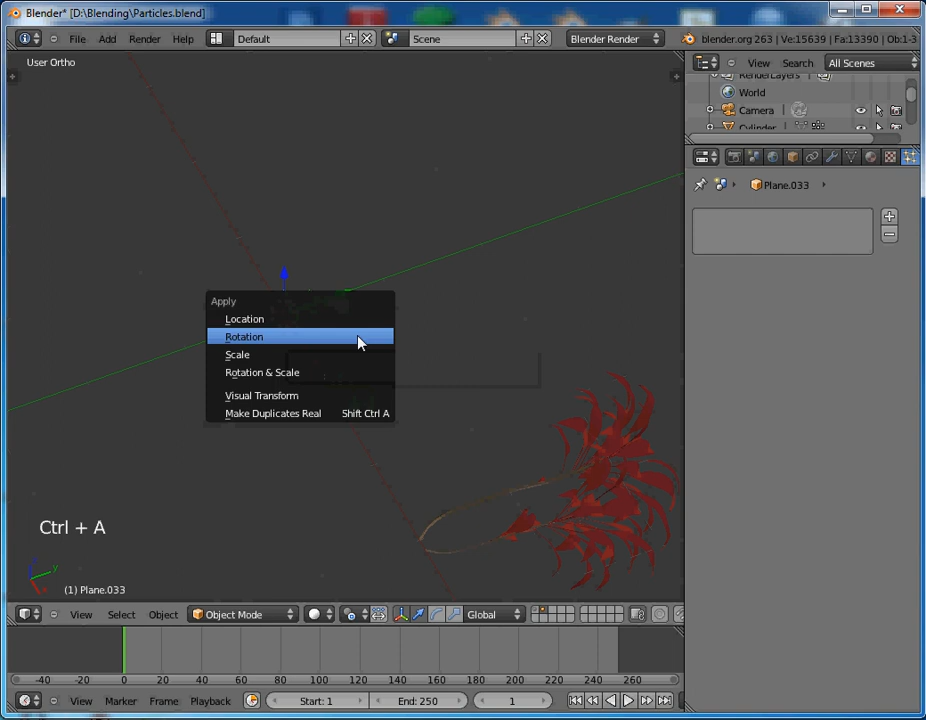 Blender* [D:\Blending\Particles.blend]
File Add Render Help Default Scene Blender Render blender.org 263 | Ve:15639 | Fa:13390 | Ob:1-3
User Ortho
View Search All Scenes
RenderLayers
World
Camera
Cylinder
Plane.033
Apply
Location
Rotation
Scale
Rotation & Scale
Visual Transform
Make Duplicates Real Shift Ctrl A
Ctrl + A
y
(1) Plane.033
View Select Object Object Mode Global
-40 -20 0 20 40 60 80 100 120 140 160 180 200 220 240 260
View Marker Frame Playback Start: 1 End: 250 1